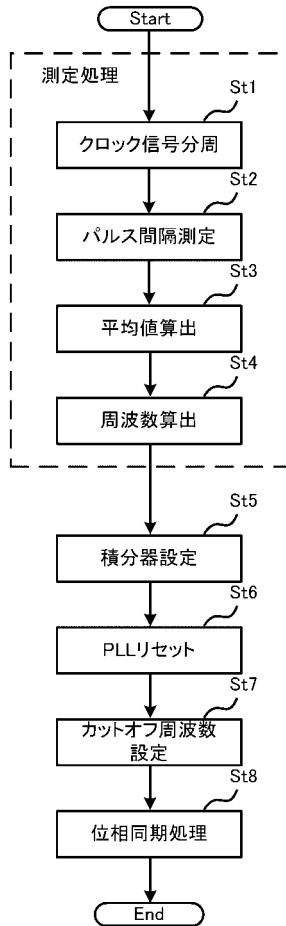 Start
測定処理
St1
クロック信号分周
St2
パルス間隔測定
St3
平均値算出
St4
周波数算出
St5
積分器設定
St6
PLLリセット
St7
カットオフ周波数
設定
St8
位相同期処理
End